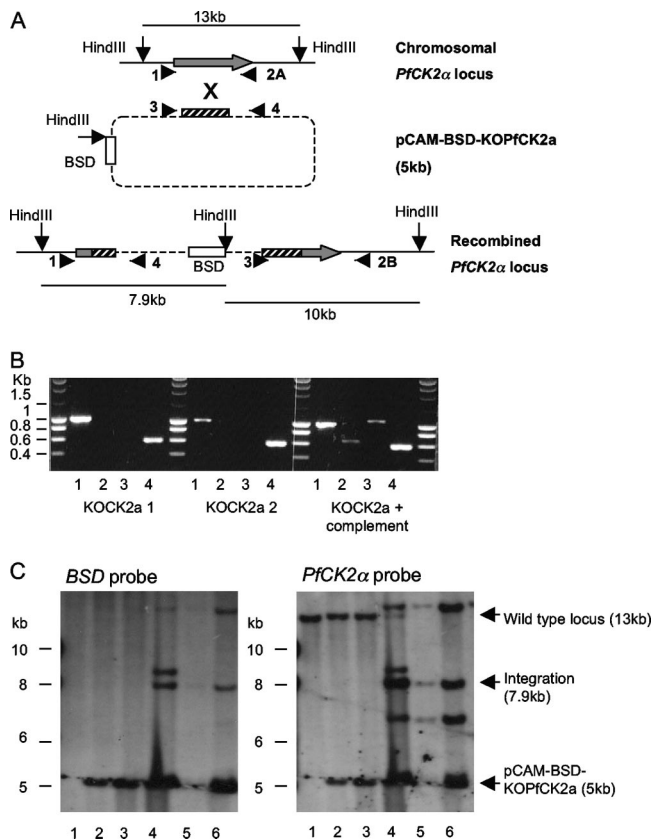 A
13kb
HindIII
HindIII
1
2A
Chromosomal
PfCK2α locus
X
3
4
HindIII
BSD
pCAM-BSD-KOPfCK2a
(5kb)
HindIII
HindIII
HindIII
1
4
BSD
3
2B
Recombined
PfCK2α locus
7.9kb
10kb
B
Kb
1.5
1
0.8
0.6
0.4
1 2 3 4 1 2 3 4 1 2 3 4
KOCK2a 1
KOCK2a 2
KOCK2a +
complement
C
BSD probe
PfCK2α probe
kb
10
8
6
5
1 2 3 4 5 6
kb
10
8
6
5
1 2 3 4 5 6
Wild type locus (13kb)
Integration
(7.9kb)
pCAM-BSD-
KOPfCK2a (5kb)